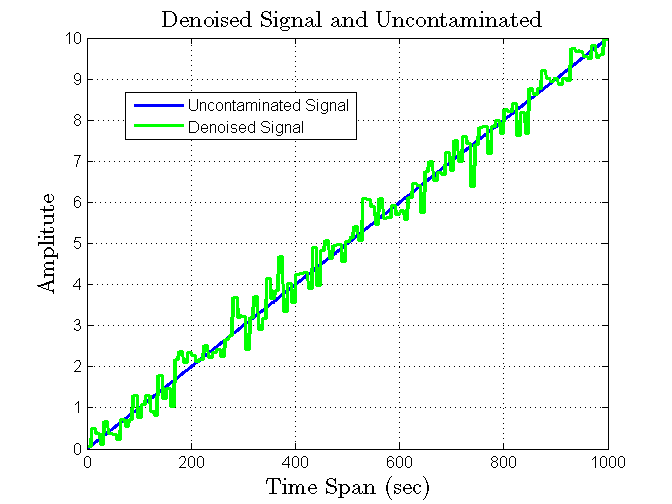 Denoised Signal and Uncontaminated
10
9
8
7
6
5
4
3
2
1
0
Amplitude
Uncontaminated Signal
Denoised Signal
0 200 400 600 800 1000
Time Span (sec)